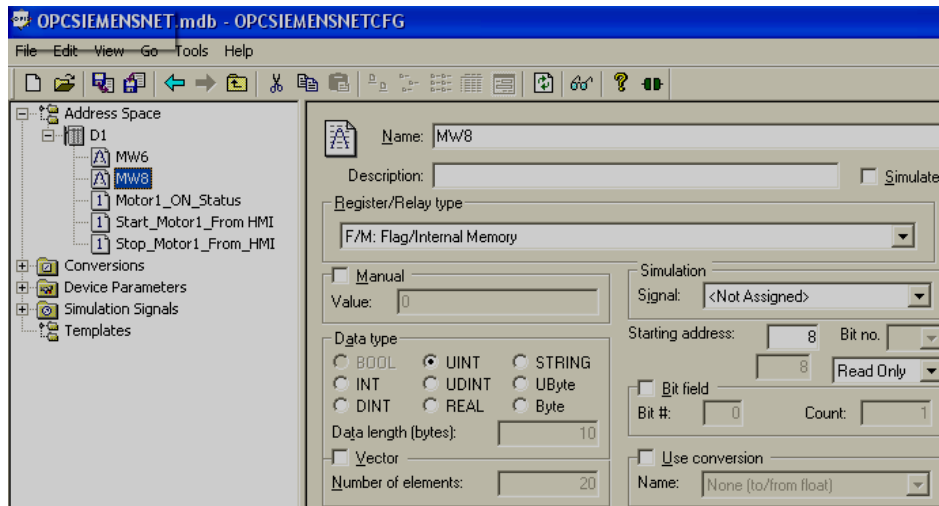 OPCSIEMENSNET.mdb - OPCSIEMENSNETCFG
File Edit View Go Tools Help
Address Space
D1
MW6
MW8
Motor1_ON_Status
Start_Motor1_From HMI
Stop_Motor1_From_HMI
Conversions
Device Parameters
Simulation Signals
Templates
Name: MW8
Description:
Simulate
Register/Relay type
F/M: Flag/Internal Memory
Manual
Value: 0
Simulation
Signal: <Not Assigned>
Data type
BOOL UINT STRING
INT UDINT UByte
DINT REAL Byte
Data length (bytes): 10
Starting address: 8 Bit no.
8 Read Only
Bit field
Bit #: 0 Count: 1
Vector
Number of elements: 20
Use conversion
Name: None (to/from float)